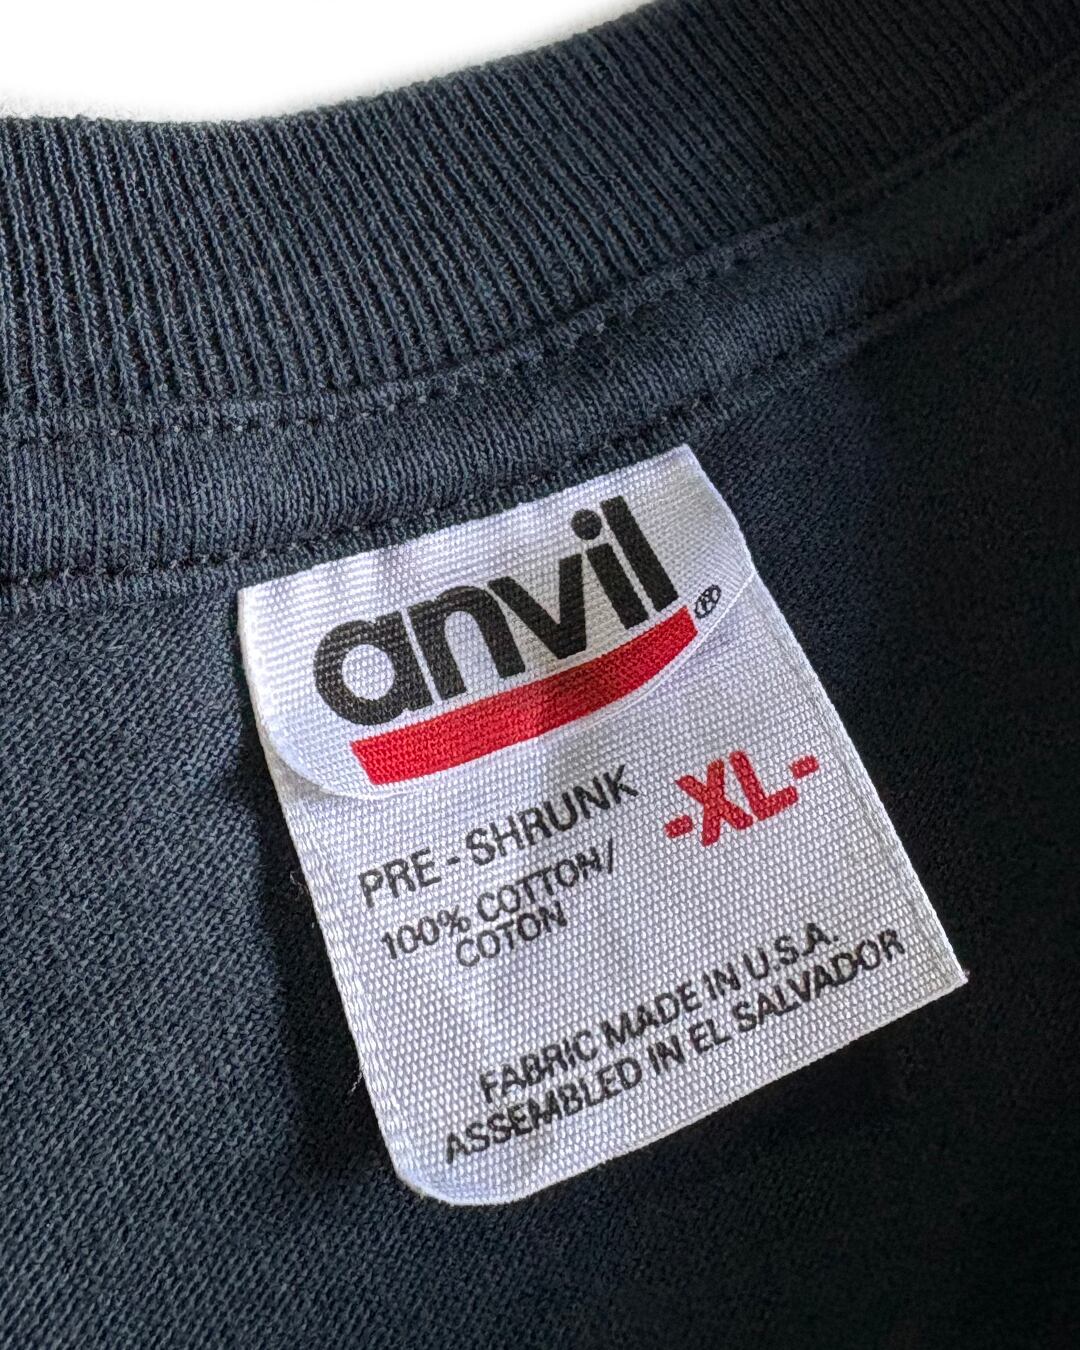 anvil®
PRE-SHRUNK
-XL-
100% COTTON/
COTON
FABRIC MADE IN U.S.A.
ASSEMBLED IN EL SALVADOR